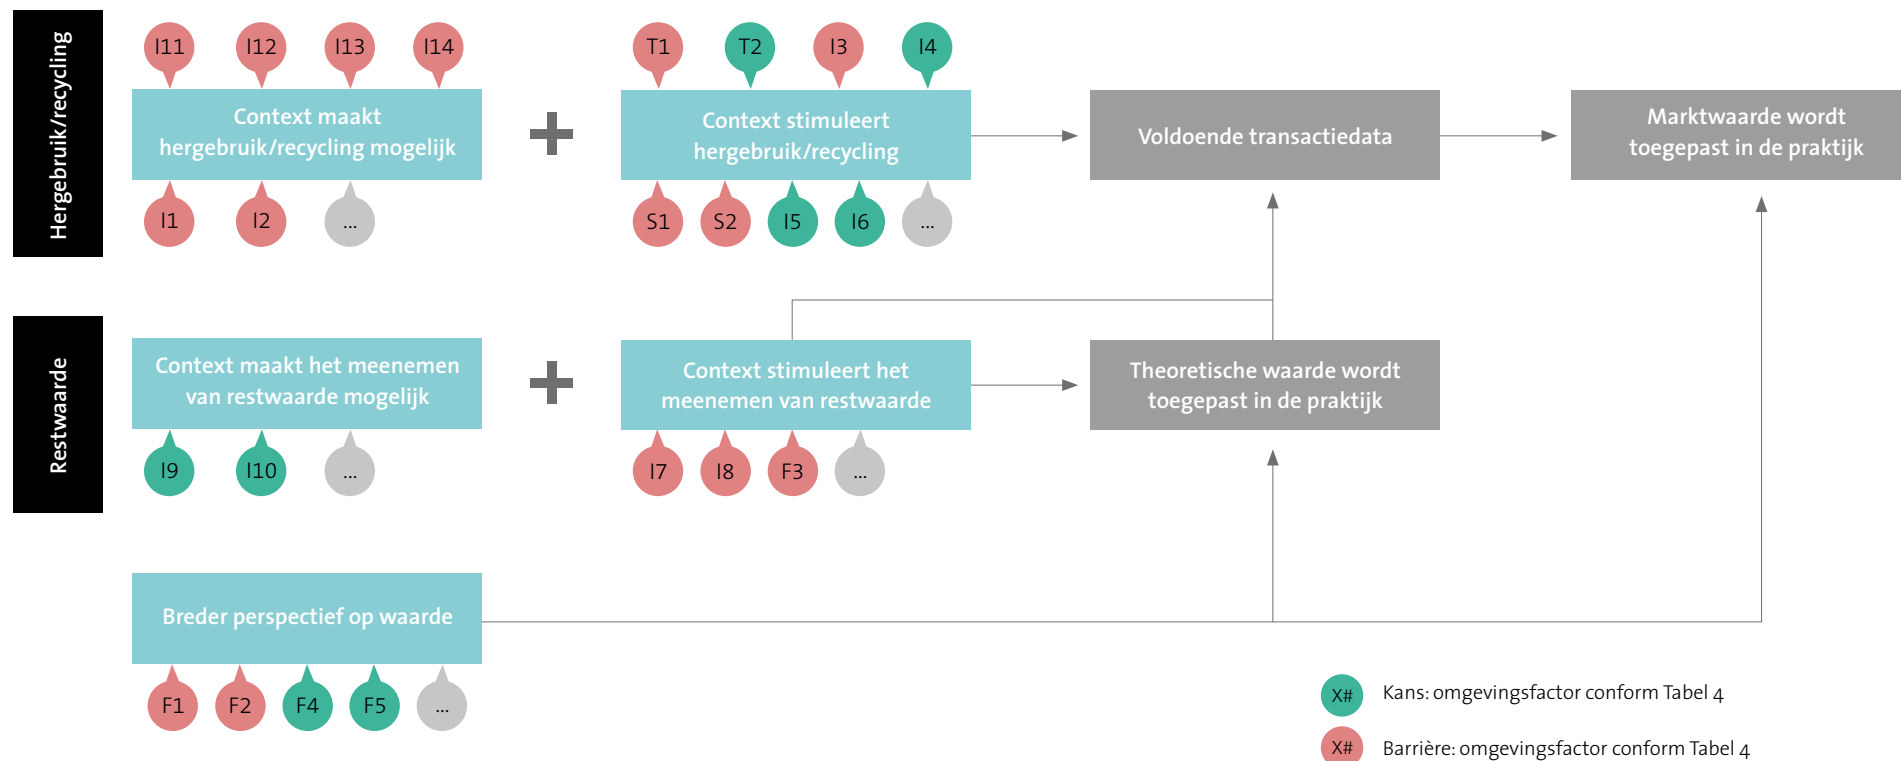 Hergebruik/recycling
I11
I12
I13
I14
T1
T2
I3
I4
Context maakt
hergebruik/recycling mogelijk
Context stimuleert
hergebruik/recycling
Voldoende transactiedata
Marktwaarde wordt
toegepast in de praktijk
I1
I2
...
S1
S2
I5
I6
...
Restwaarde
Context maakt het meenemen
van restwaarde mogelijk
Context stimuleert het
meenemen van restwaarde
Theoretische waarde wordt
toegepast in de praktijk
I9
I10
...
I7
I8
F3
...
Breder perspectief op waarde
F1
F2
F4
F5
...
X# Kans: omgevingsfactor conform Tabel 4
X# Barrière: omgevingsfactor conform Tabel 4